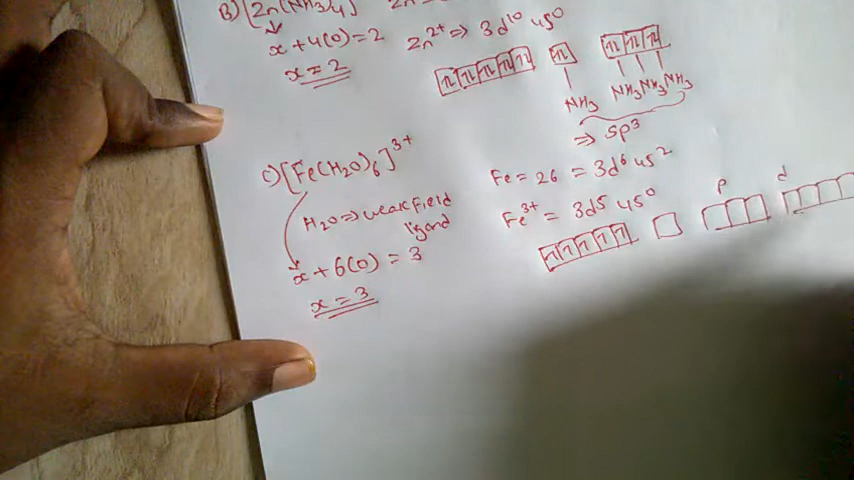 B) [Zn(NH3)4]
x + 4(0) = 2
x = 2
Zn2+ => 3d10 4s0
NH3 NH3 NH3 NH3
=> sp3
C) [Fe(H2O)6]3+
H2O => weak field
ligand
x + 6(0) = 3
x = 3
Fe = 26 = 3d6 4s2
Fe3+ = 3d5 4s0
p d